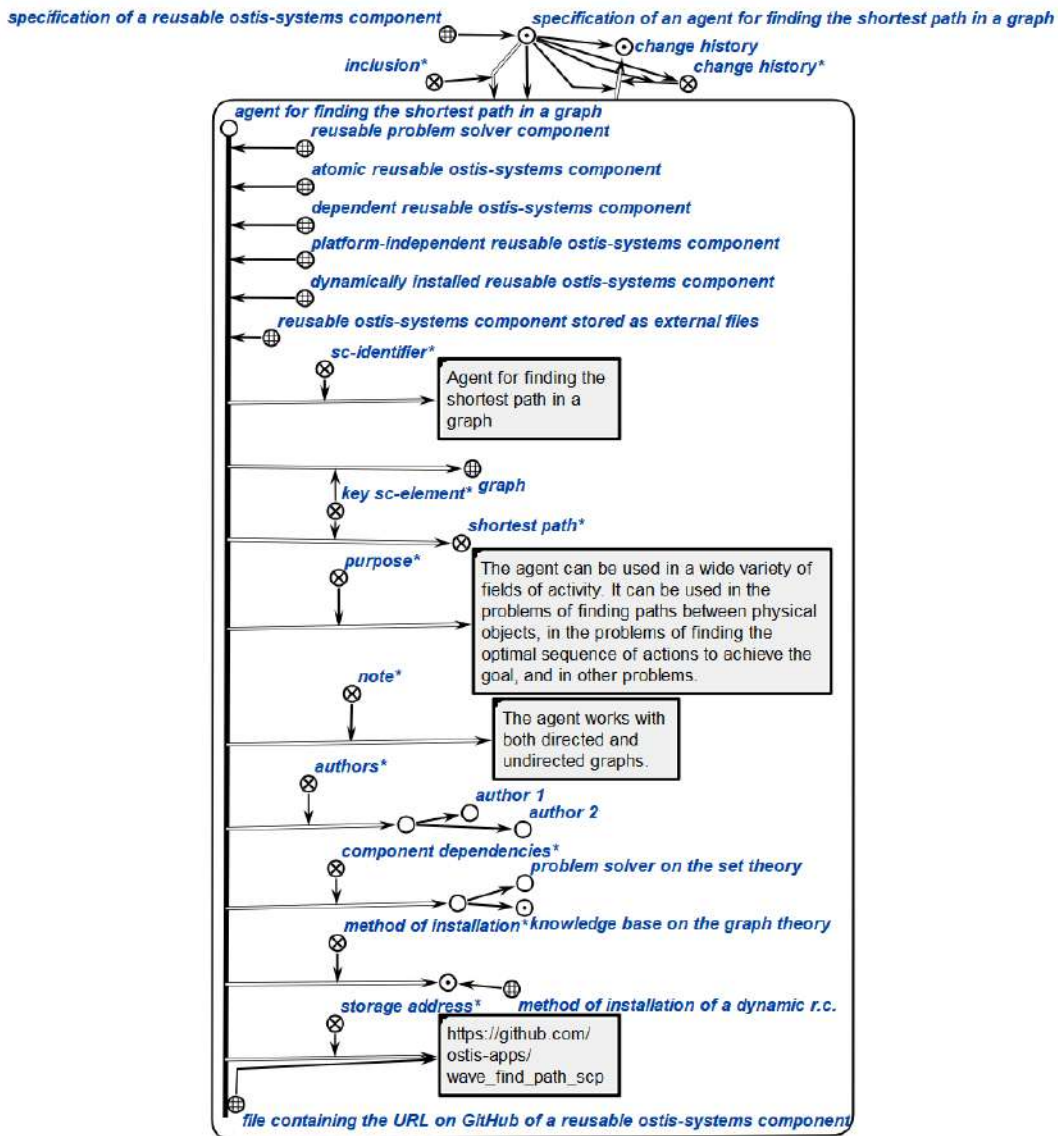 specification of a reusable ostis-systems component
specification of an agent for finding the shortest path in a graph
change history
inclusion*
change history*
agent for finding the shortest path in a graph
reusable problem solver component
atomic reusable ostis-systems component
dependent reusable ostis-systems component
platform-independent reusable ostis-systems component
dynamically installed reusable ostis-systems component
reusable ostis-systems component stored as external files
sc-identifier*
Agent for finding the
shortest path in a
graph
key sc-element*
graph
shortest path*
purpose*
The agent can be used in a wide variety of
fields of activity. It can be used in the
problems of finding paths between physical
objects, in the problems of finding the
optimal sequence of actions to achieve the
goal, and in other problems.
note*
The agent works with
both directed and
undirected graphs.
authors*
author 1
author 2
component dependencies*
problem solver on the set theory
method of installation*
knowledge base on the graph theory
storage address*
method of installation of a dynamic r.c.
https://github.com/
ostis-apps/
wave_find_path_scp
file containing the URL on GitHub of a reusable ostis-systems component